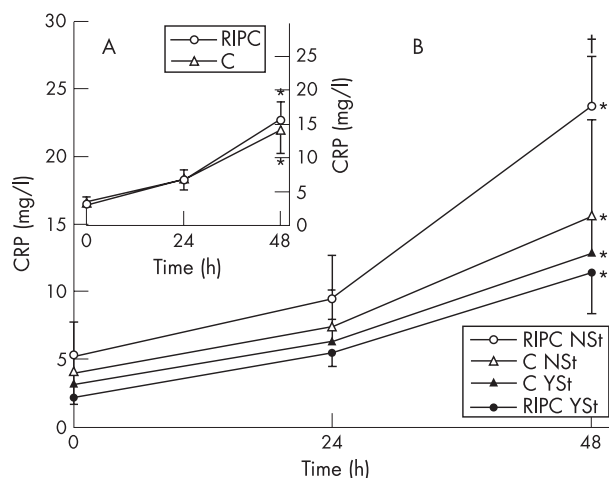 30
25
20
15
10
5
0
CRP (mg/l)
A
RIPC
C
25
20
15
10
5
0
CRP (mg/l)
*
*
0
24
48
Time (h)
B
†
*
*
*
*
RIPC NSt
C NSt
C YSt
RIPC YSt
0
24
48
Time (h)